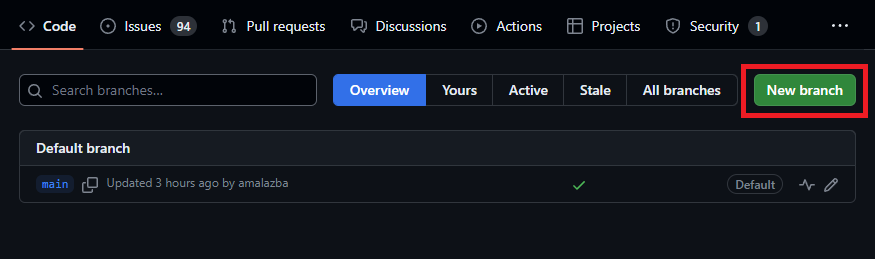 Code Issues 94 Pull requests Discussions Actions Projects Security 1
Search branches... Overview Yours Active Stale All branches New branch
Default branch
main Updated 3 hours ago by amalazba Default